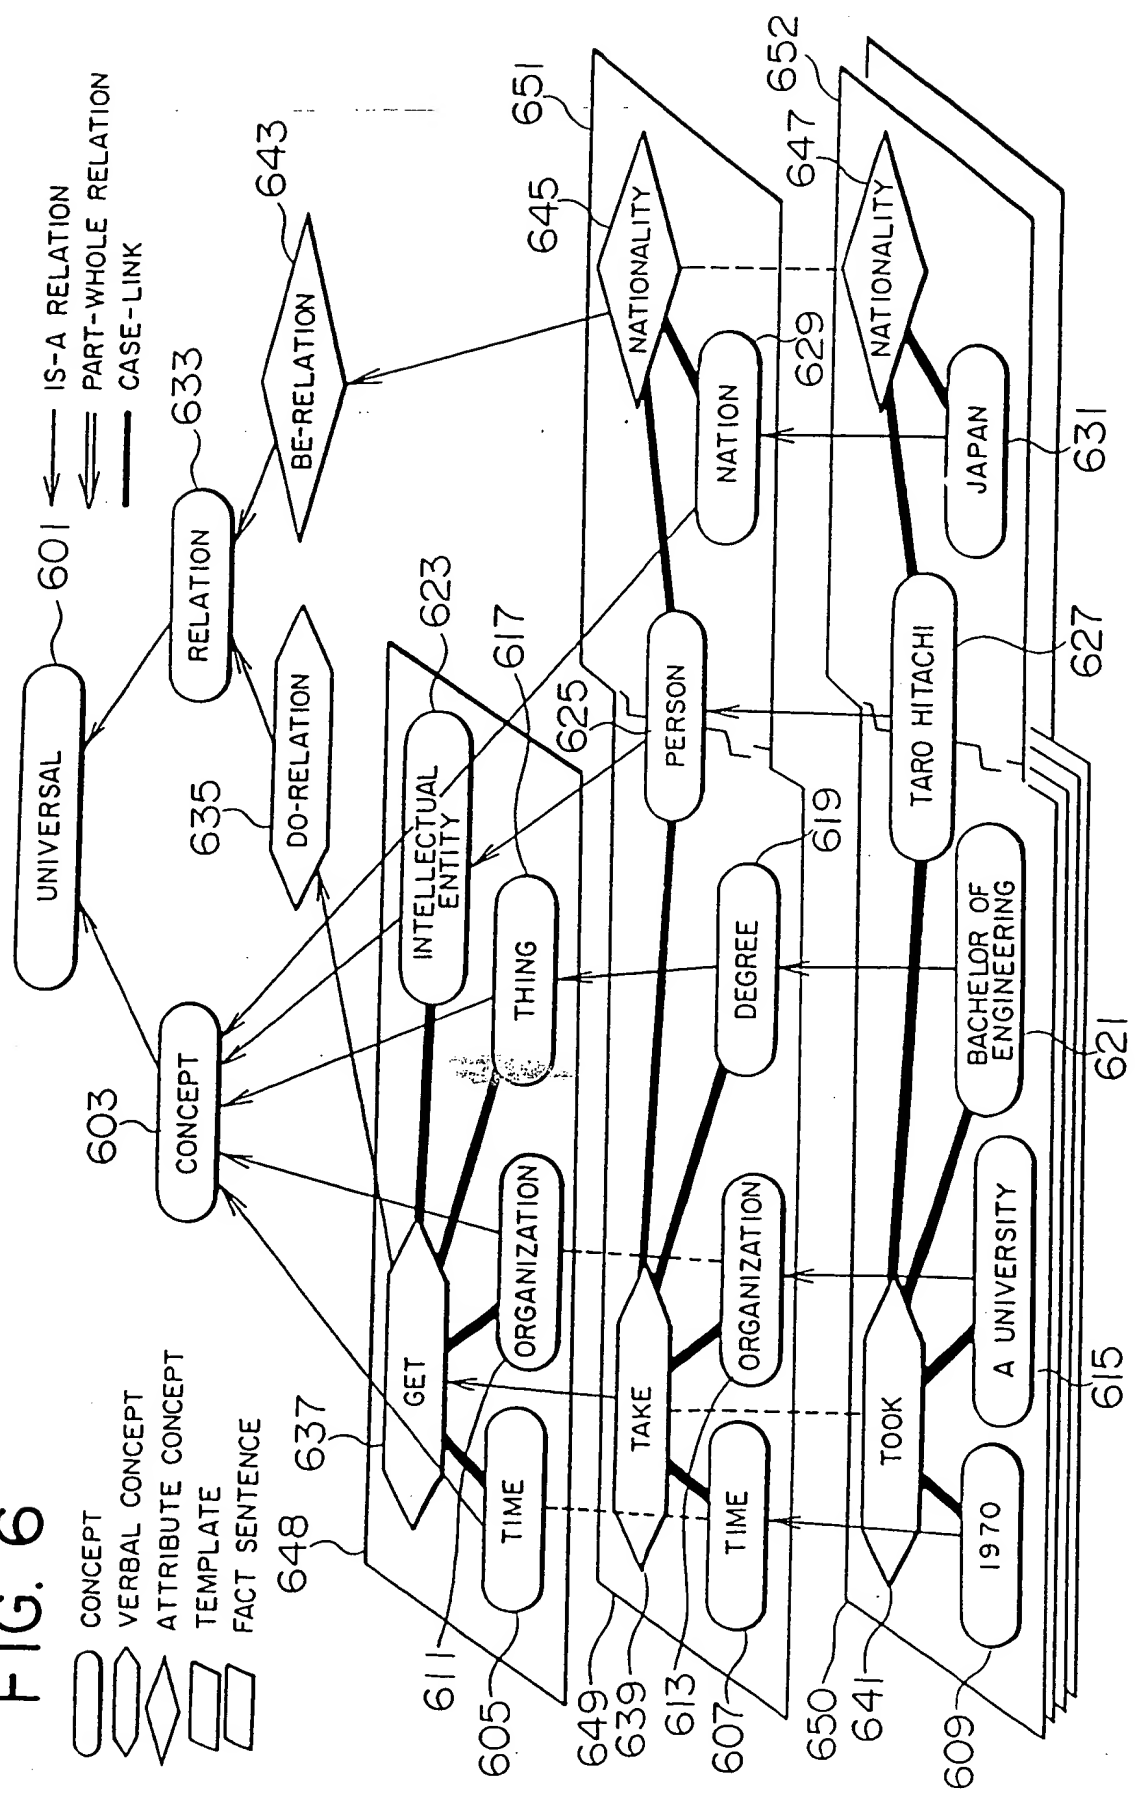 FIG. 6
CONCEPT
VERBAL CONCEPT
ATTRIBUTE CONCEPT
TEMPLATE
FACT SENTENCE
IS-A RELATION
PART-WHOLE RELATION
CASE-LINK
UNIVERSAL
601
603
CONCEPT
RELATION
633
635
DO-RELATION
BE-RELATION
643
648
637
GET
INTELLECTUAL
ENTITY
623
611
605
TIME
ORGANIZATION
THING
617
649
639
TAKE
625
PERSON
NATIONALITY
645
651
613
607
TIME
ORGANIZATION
DEGREE
619
NATION
629
650
641
TOOK
TARO HITACHI
627
NATIONALITY
647
652
609
1970
A UNIVERSITY
615
BACHELOR OF
ENGINEERING
621
JAPAN
631